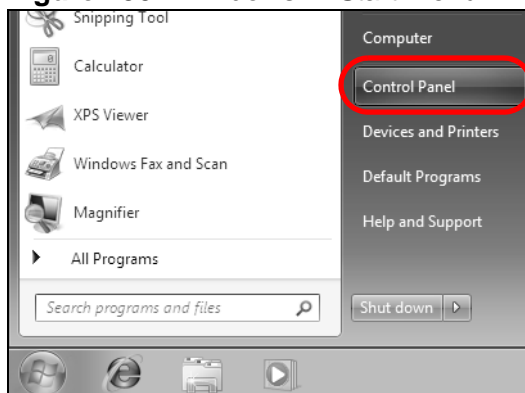 Snipping Tool
Calculator
XPS Viewer
Windows Fax and Scan
Magnifier
All Programs
Search programs and files
Computer
Control Panel
Devices and Printers
Default Programs
Help and Support
Shut down